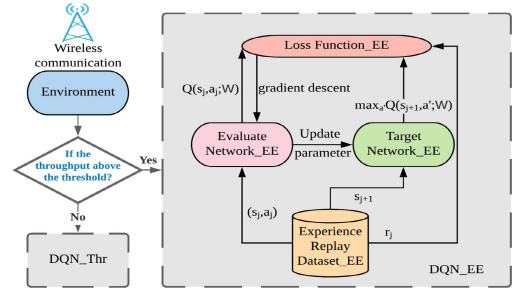 Wireless
communication
Environment
If the
throughput above
the threshold?
Yes
No
DQN_Thr
Loss Function_EE
Q(sj,aj;W)
gradient descent
maxa'Q(sj+1,a';W)
Evaluate
Network_EE
Update
parameter
Target
Network_EE
sj+1
(sj,aj)
Experience
Replay
Dataset_EE
rj
DQN_EE